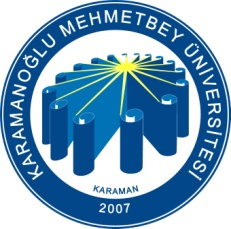 KARAMANOĞLU MEHMETBEY ÜNİVERSİTESİ
KARAMAN
2007